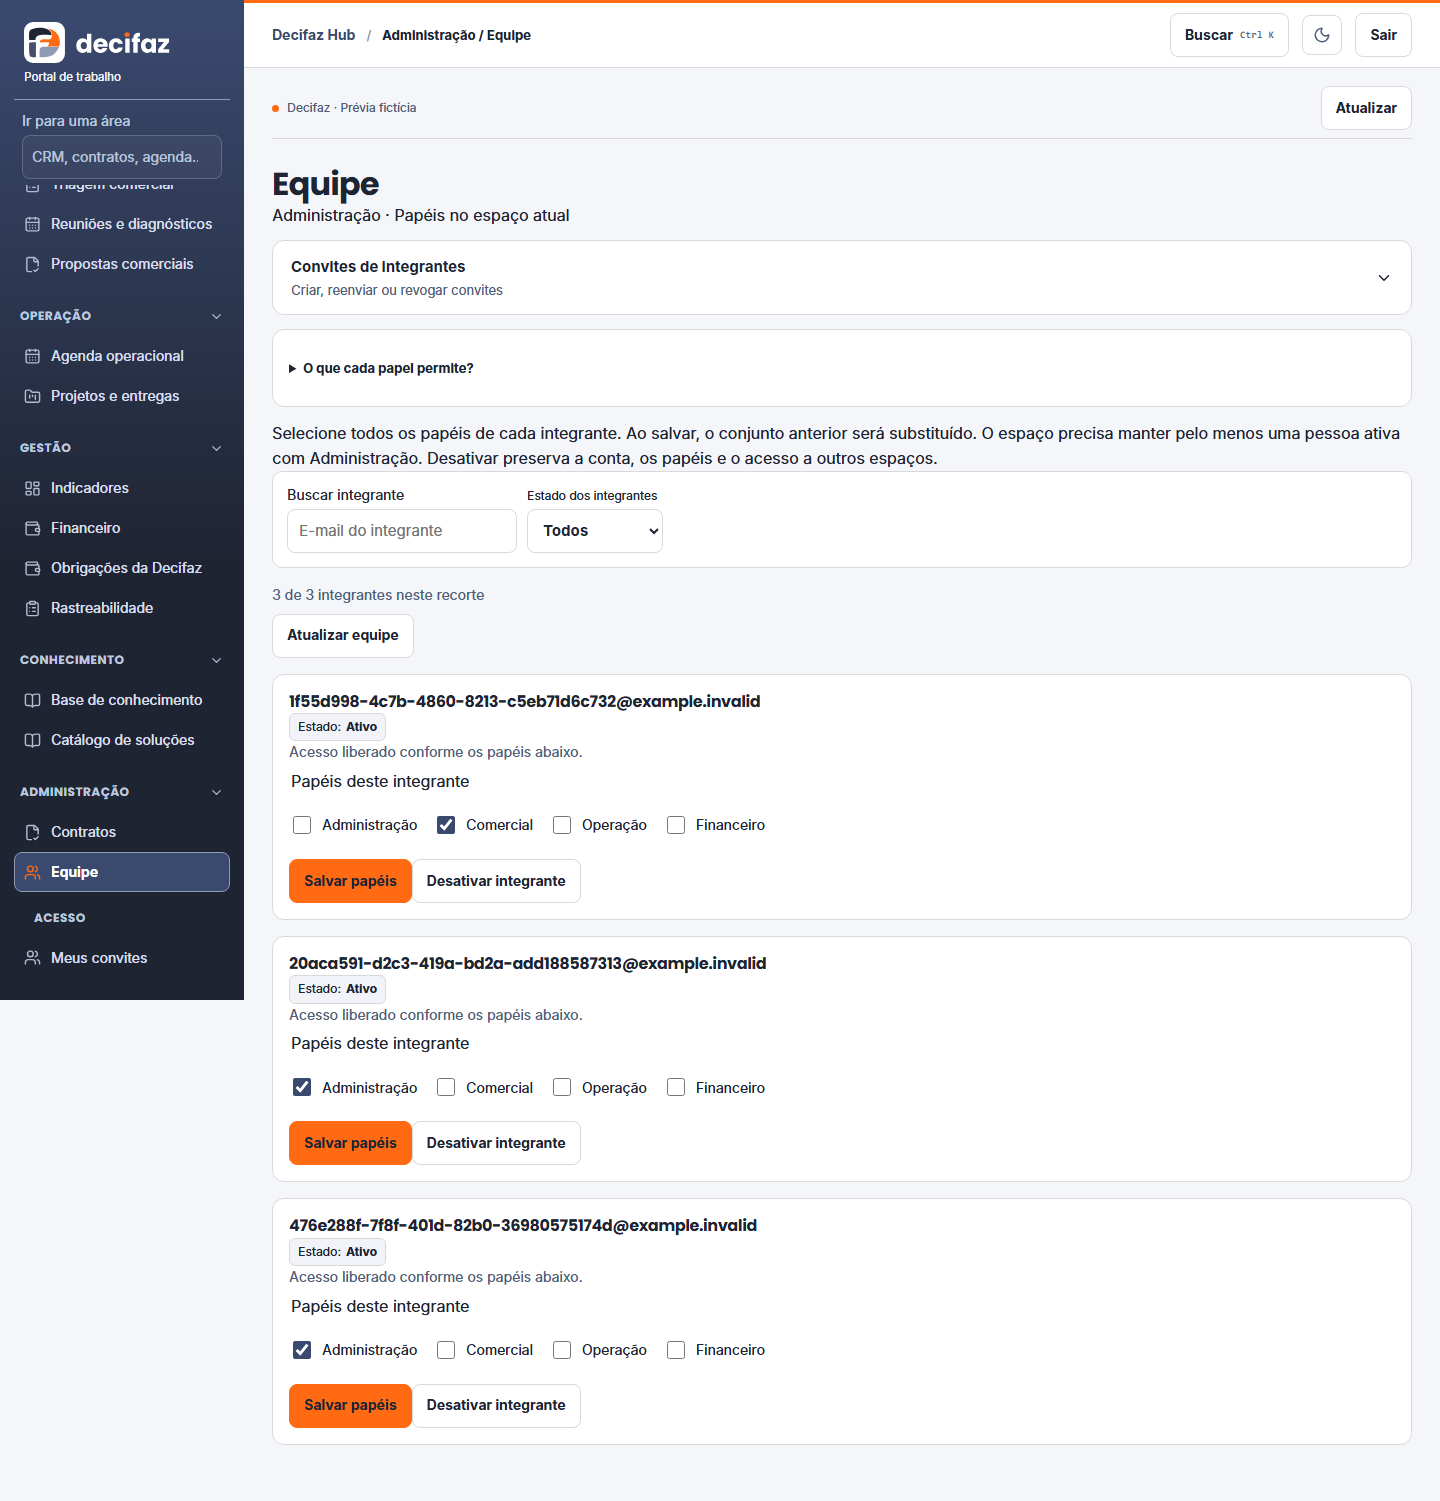 decifaz
Portal de trabalho
Ir para uma área
CRM, contratos, agenda..
Triagem comercial
Reuniões e diagnósticos
Propostas comerciais
OPERAÇÃO
Agenda operacional
Projetos e entregas
GESTÃO
Indicadores
Financeiro
Obrigações da Decifaz
Rastreabilidade
CONHECIMENTO
Base de conhecimento
Catálogo de soluções
ADMINISTRAÇÃO
Contratos
Equipe
ACESSO
Meus convites
Decifaz Hub / Administração / Equipe
Buscar Ctrl K
Sair
Decifaz · Prévia fictícia
Atualizar
Equipe
Administração · Papéis no espaço atual
Convites de integrantes
Criar, reenviar ou revogar convites
O que cada papel permite?
Selecione todos os papéis de cada integrante. Ao salvar, o conjunto anterior será substituído. O espaço precisa manter pelo menos uma pessoa ativa
com Administração. Desativar preserva a conta, os papéis e o acesso a outros espaços.
Buscar integrante Estado dos integrantes
E-mail do integrante Todos
3 de 3 integrantes neste recorte
Atualizar equipe
1f55d998-4c7b-4860-8213-c5eb71d6c732@example.invalid
Estado: Ativo
Acesso liberado conforme os papéis abaixo.
Papéis deste integrante
Administração Comercial Operação Financeiro
Salvar papéis Desativar integrante
20aca591-d2c3-419a-bd2a-add188587313@example.invalid
Estado: Ativo
Acesso liberado conforme os papéis abaixo.
Papéis deste integrante
Administração Comercial Operação Financeiro
Salvar papéis Desativar integrante
476e288f-7f8f-401d-82b0-36980575174d@example.invalid
Estado: Ativo
Acesso liberado conforme os papéis abaixo.
Papéis deste integrante
Administração Comercial Operação Financeiro
Salvar papéis Desativar integrante